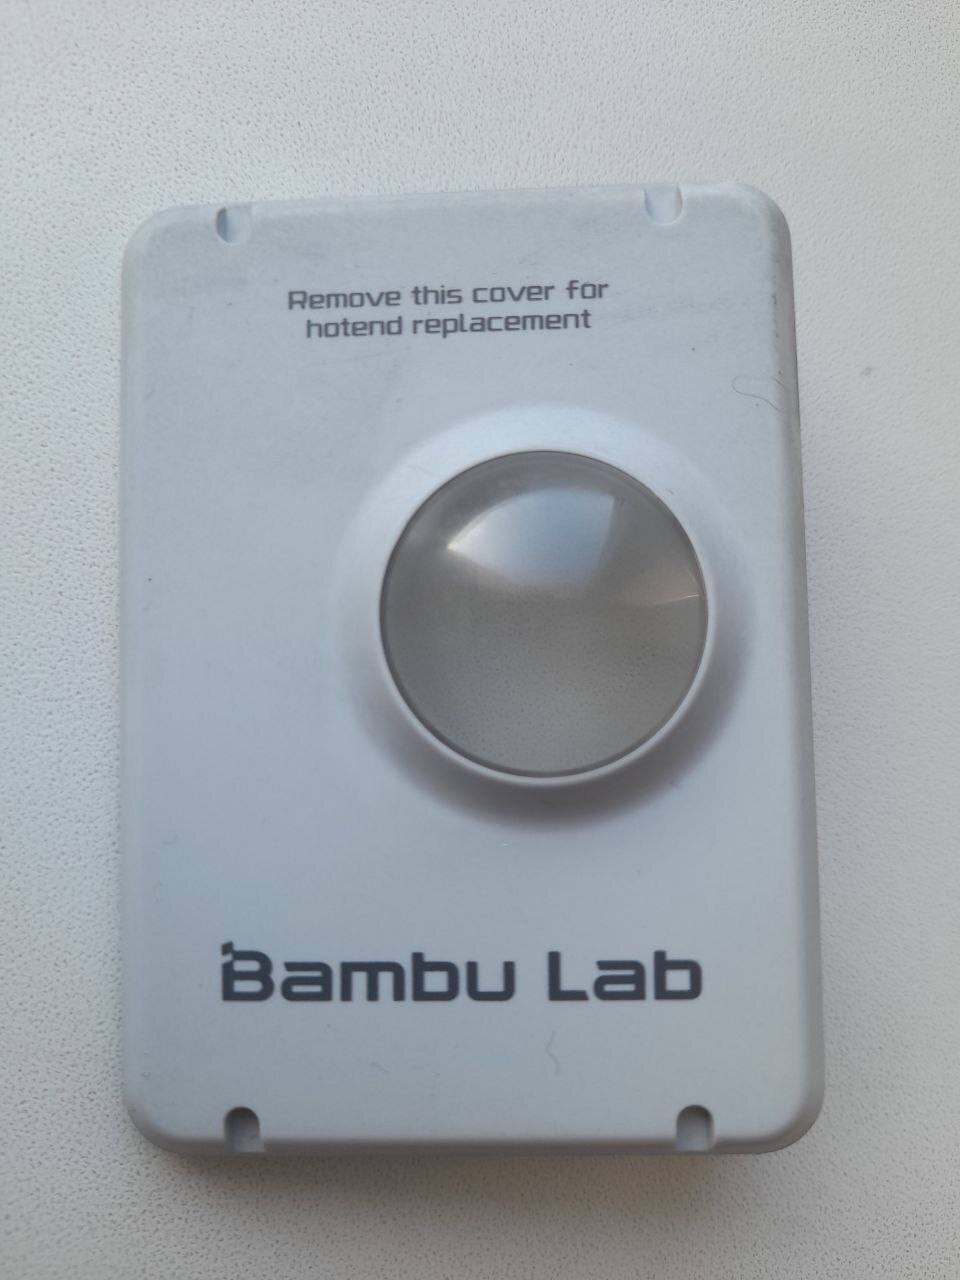 Remove this cover for
hotend replacement
Bambu Lab